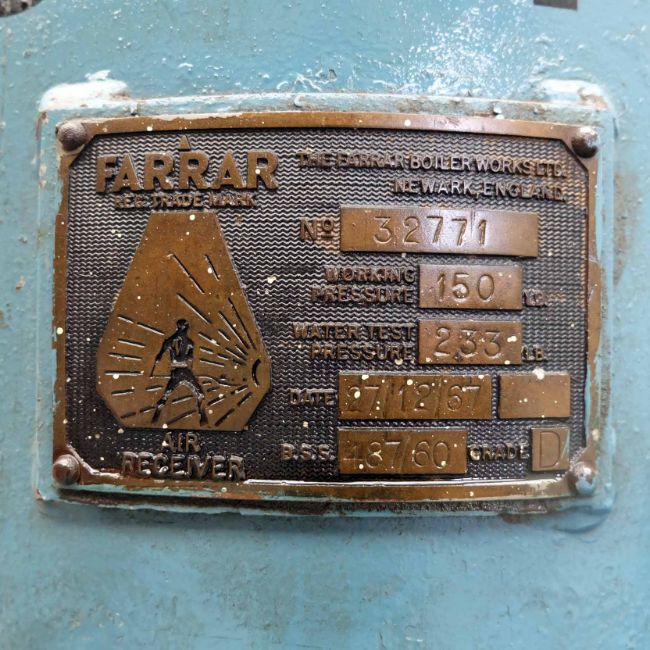 FARRAR
REG. TRADE MARK
AIR
RECEIVER
THE FARRAR BOILER WORKS LTD.
NEWARK, ENGLAND.
No 32771
WORKING
PRESSURE 150 LB.
WATER TEST
PRESSURE 233 LB.
DATE 27/12/67
B.S.S. 487/60 GRADE D